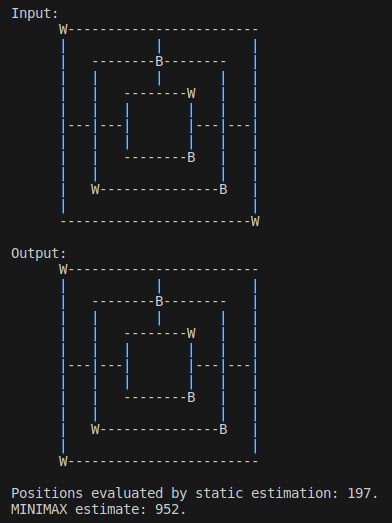 Input:
      W------------------------
      |           |           |
      |   --------B--------   |
      |   |       |       |   |
      |   |   --------W   |   |
      |   |   |       |   |   |
      |---|---|       |---|---|
      |   |   |       |   |   |
      |   |   --------B   |   |
      |   |               |   |
      |   W---------------B   |
      |                       |
      ------------------------W

Output:
      W------------------------
      |           |           |
      |   --------B--------   |
      |   |       |       |   |
      |   |   --------W   |   |
      |   |   |       |   |   |
      |---|---|       |---|---|
      |   |   |       |   |   |
      |   |   --------B   |   |
      |   |               |   |
      |   W---------------B   |
      |                       |
      W------------------------

Positions evaluated by static estimation: 197.
MINIMAX estimate: 952.